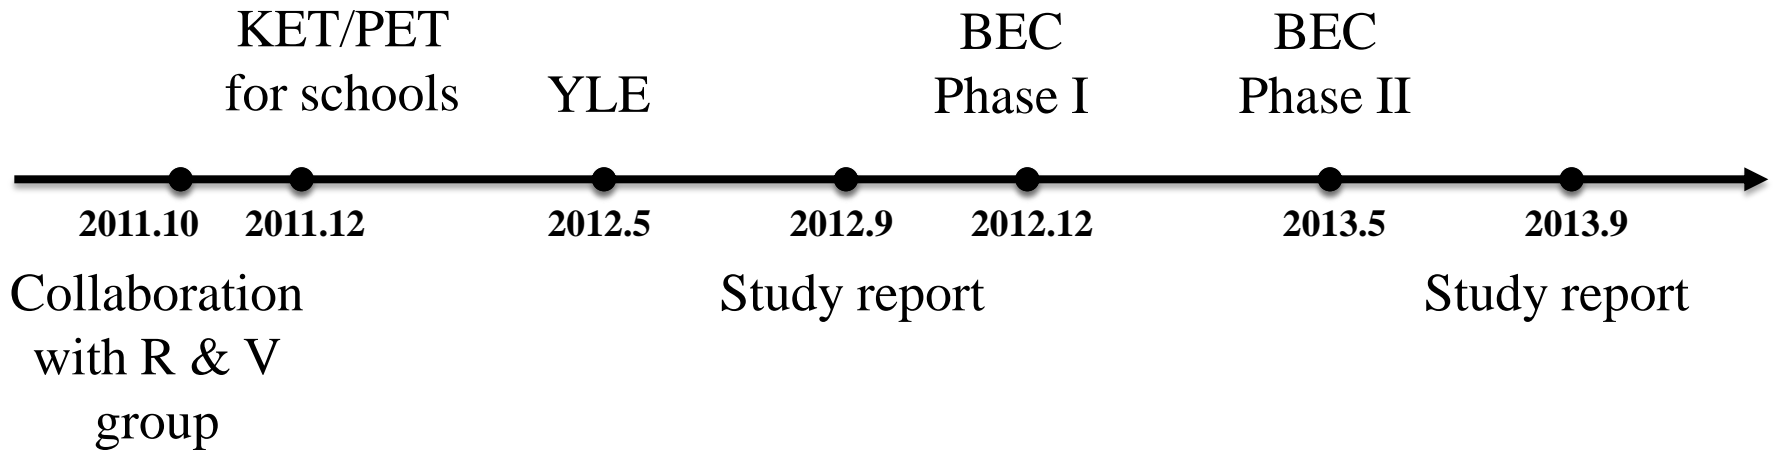 KET/PET
for schools
YLE
BEC
Phase I
BEC
Phase II
2011.10
2011.12
2012.5
2012.9
2012.12
2013.5
2013.9
Collaboration
with R & V
group
Study report
Study report